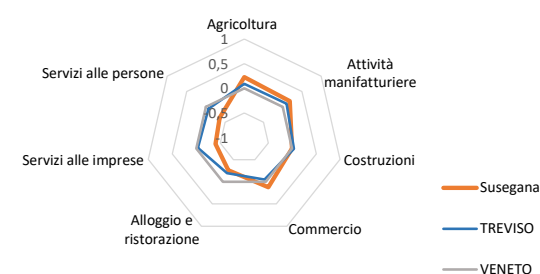 Agricoltura
1
0,5
0
-0,5
-1
Attività
manifatturiere
Costruzioni
Commercio
Alloggio e
ristorazione
Servizi alle imprese
Servizi alle persone
Susegana
TREVISO
VENETO